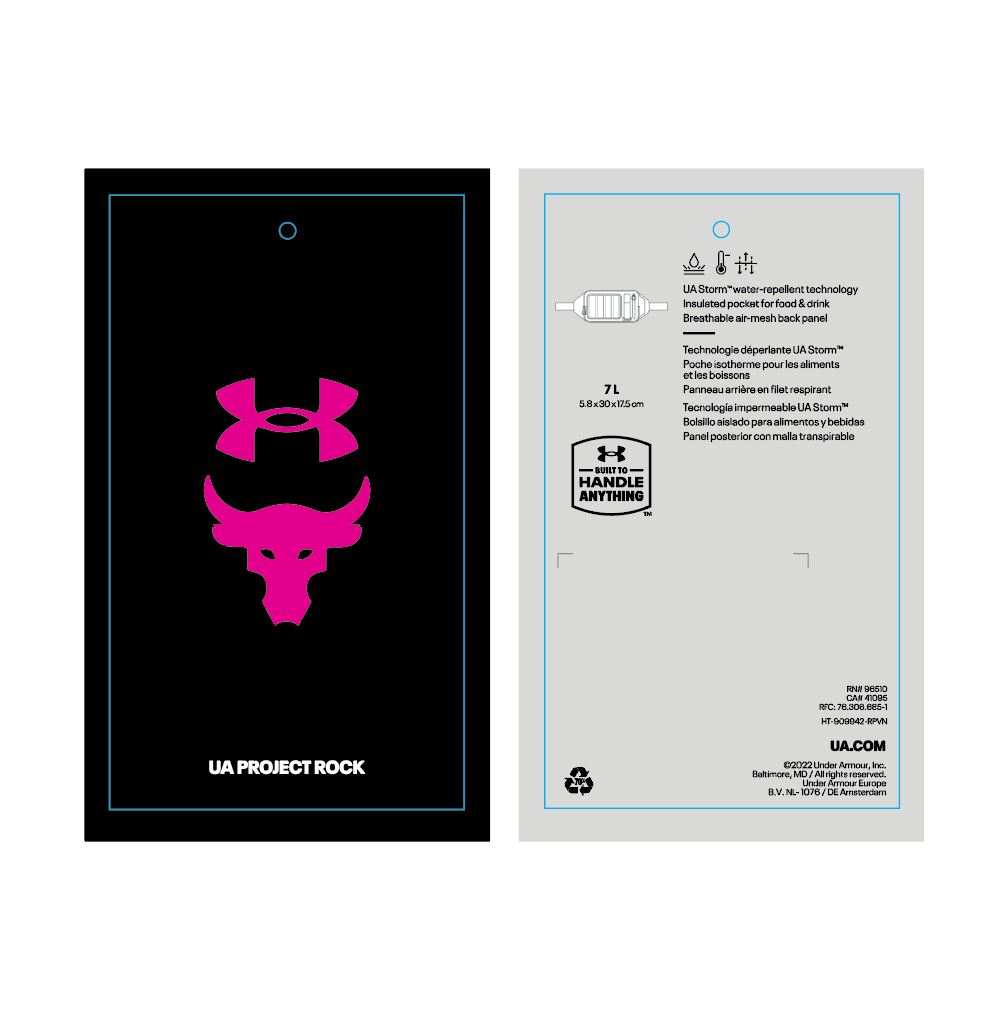 UA PROJECT ROCK
UA Storm™ water-repellent technology
Insulated pocket for food & drink
Breathable air-mesh back panel
Technologie déperlante UA Storm™
Poche isotherme pour les aliments
et les boissons
Panneau arrière en filet respirant
Tecnología impermeable UA Storm™
Bolsillo aislado para alimentos y bebidas
Panel posterior con malla transpirable
7 L
5.8 x 30 x 17.5 cm
BUILT TO
HANDLE
ANYTHING
™
RN# 96510
CA# 41095
RFC: 76.306.685-1
HT-909942-RPVN
UA.COM
©2022 Under Armour, Inc.
Baltimore, MD / All rights reserved.
Under Armour Europe
B.V. NL- 1076 / DE Amsterdam
70%